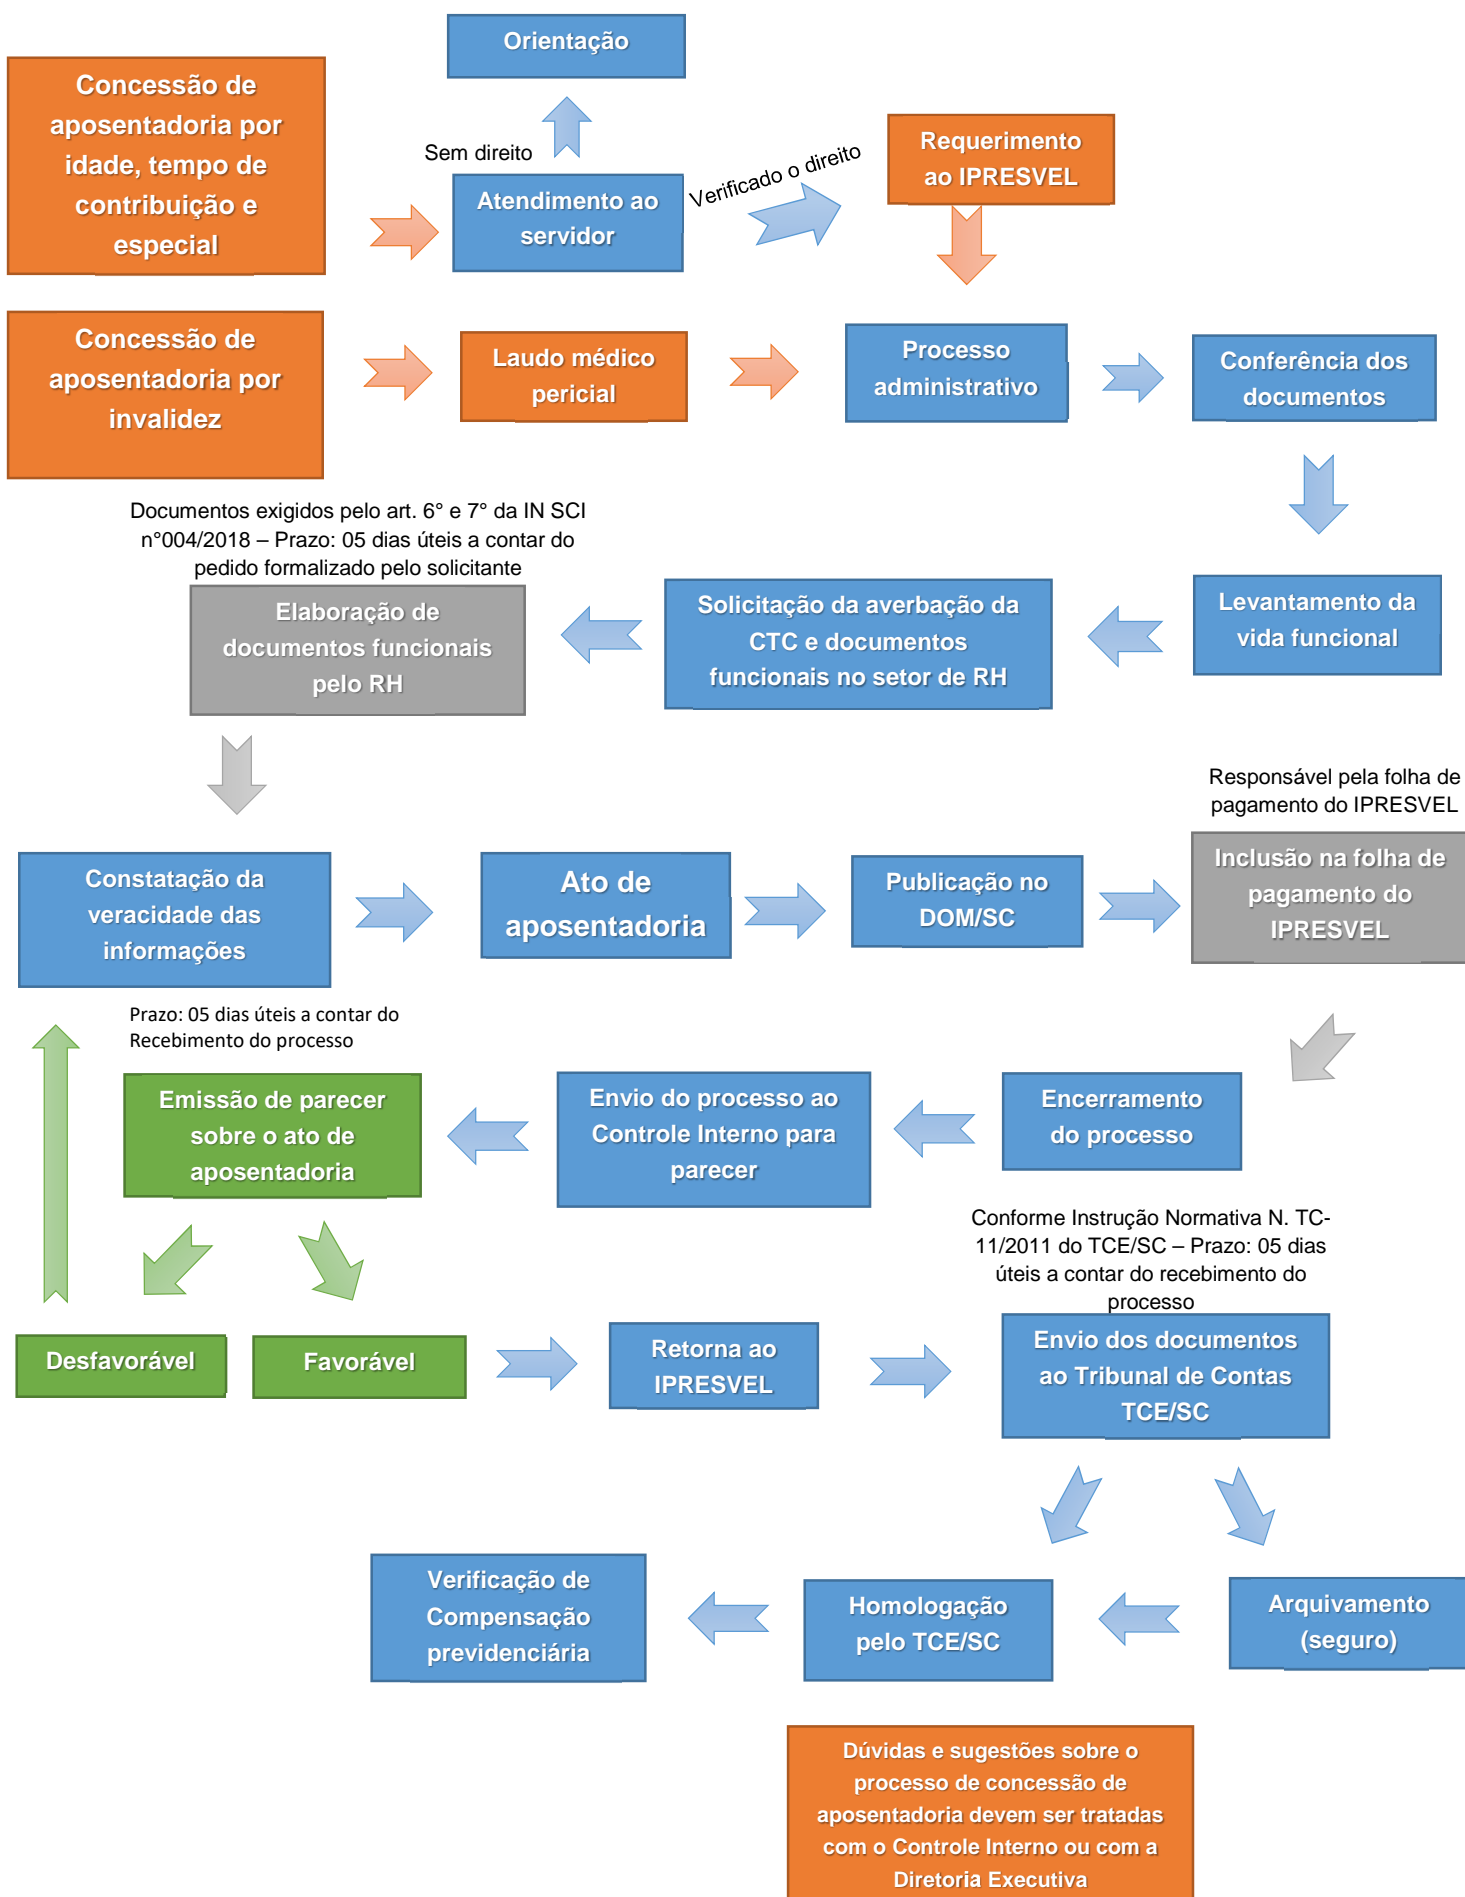 Orientação
Concessão de
aposentadoria por
idade, tempo de
contribuição e
especial
Sem direito
Atendimento ao
servidor
Verificado o direito
Requerimento
ao IPRESVEL
Concessão de
aposentadoria por
invalidez
Laudo médico
pericial
Processo
administrativo
Conferência dos
documentos
Documentos exigidos pelo art. 6° e 7° da IN SCI
n°004/2018 – Prazo: 05 dias úteis a contar do
pedido formalizado pelo solicitante
Elaboração de
documentos funcionais
pelo RH
Solicitação da averbação da
CTC e documentos
funcionais no setor de RH
Levantamento da
vida funcional
Responsável pela folha de
pagamento do IPRESVEL
Constatação da
veracidade das
informações
Ato de
aposentadoria
Publicação no
DOM/SC
Inclusão na folha de
pagamento do
IPRESVEL
Prazo: 05 dias úteis a contar do
Recebimento do processo
Emissão de parecer
sobre o ato de
aposentadoria
Envio do processo ao
Controle Interno para
parecer
Encerramento
do processo
Conforme Instrução Normativa N. TC-
11/2011 do TCE/SC – Prazo: 05 dias
úteis a contar do recebimento do
processo
Desfavorável
Favorável
Retorna ao
IPRESVEL
Envio dos documentos
ao Tribunal de Contas
TCE/SC
Verificação de
Compensação
previdenciária
Homologação
pelo TCE/SC
Arquivamento
(seguro)
Dúvidas e sugestões sobre o
processo de concessão de
aposentadoria devem ser tratadas
com o Controle Interno ou com a
Diretoria Executiva